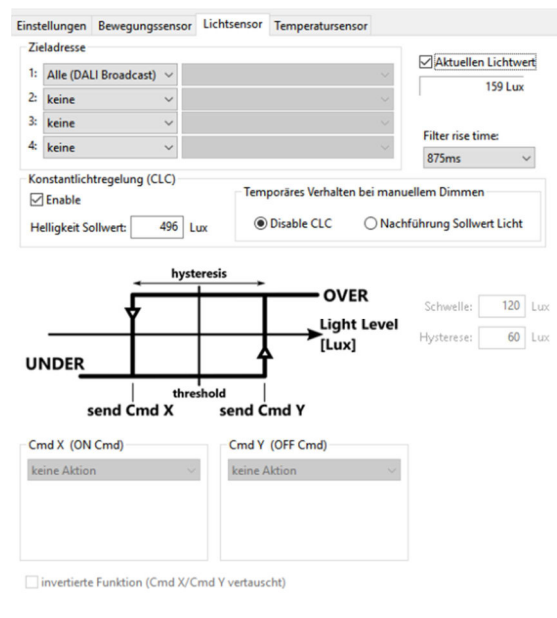 Einstellungen Bewegungssensor Lichtsensor Temperatursensor
Zieladresse
1: Alle (DALI Broadcast)
2: keine
3: keine
4: keine
Aktuellen Lichtwert
159 Lux
Filter rise time:
875ms
Konstantlichtregelung (CLC)
Enable
Helligkeit Sollwert: 496 Lux
Temporäres Verhalten bei manuellem Dimmen
Disable CLC Nachführung Sollwert Licht
hysteresis
OVER
Light Level
[Lux]
UNDER
threshold
send Cmd X send Cmd Y
Schwelle: 120 Lux
Hysterese: 60 Lux
Cmd X (ON Cmd)
keine Aktion
Cmd Y (OFF Cmd)
keine Aktion
invertierte Funktion (Cmd X/Cmd Y vertauscht)